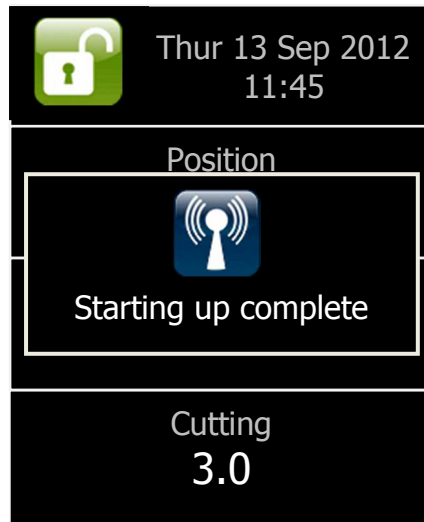 Thur 13 Sep 2012
11:45
Position
Starting up complete
Cutting
3.0